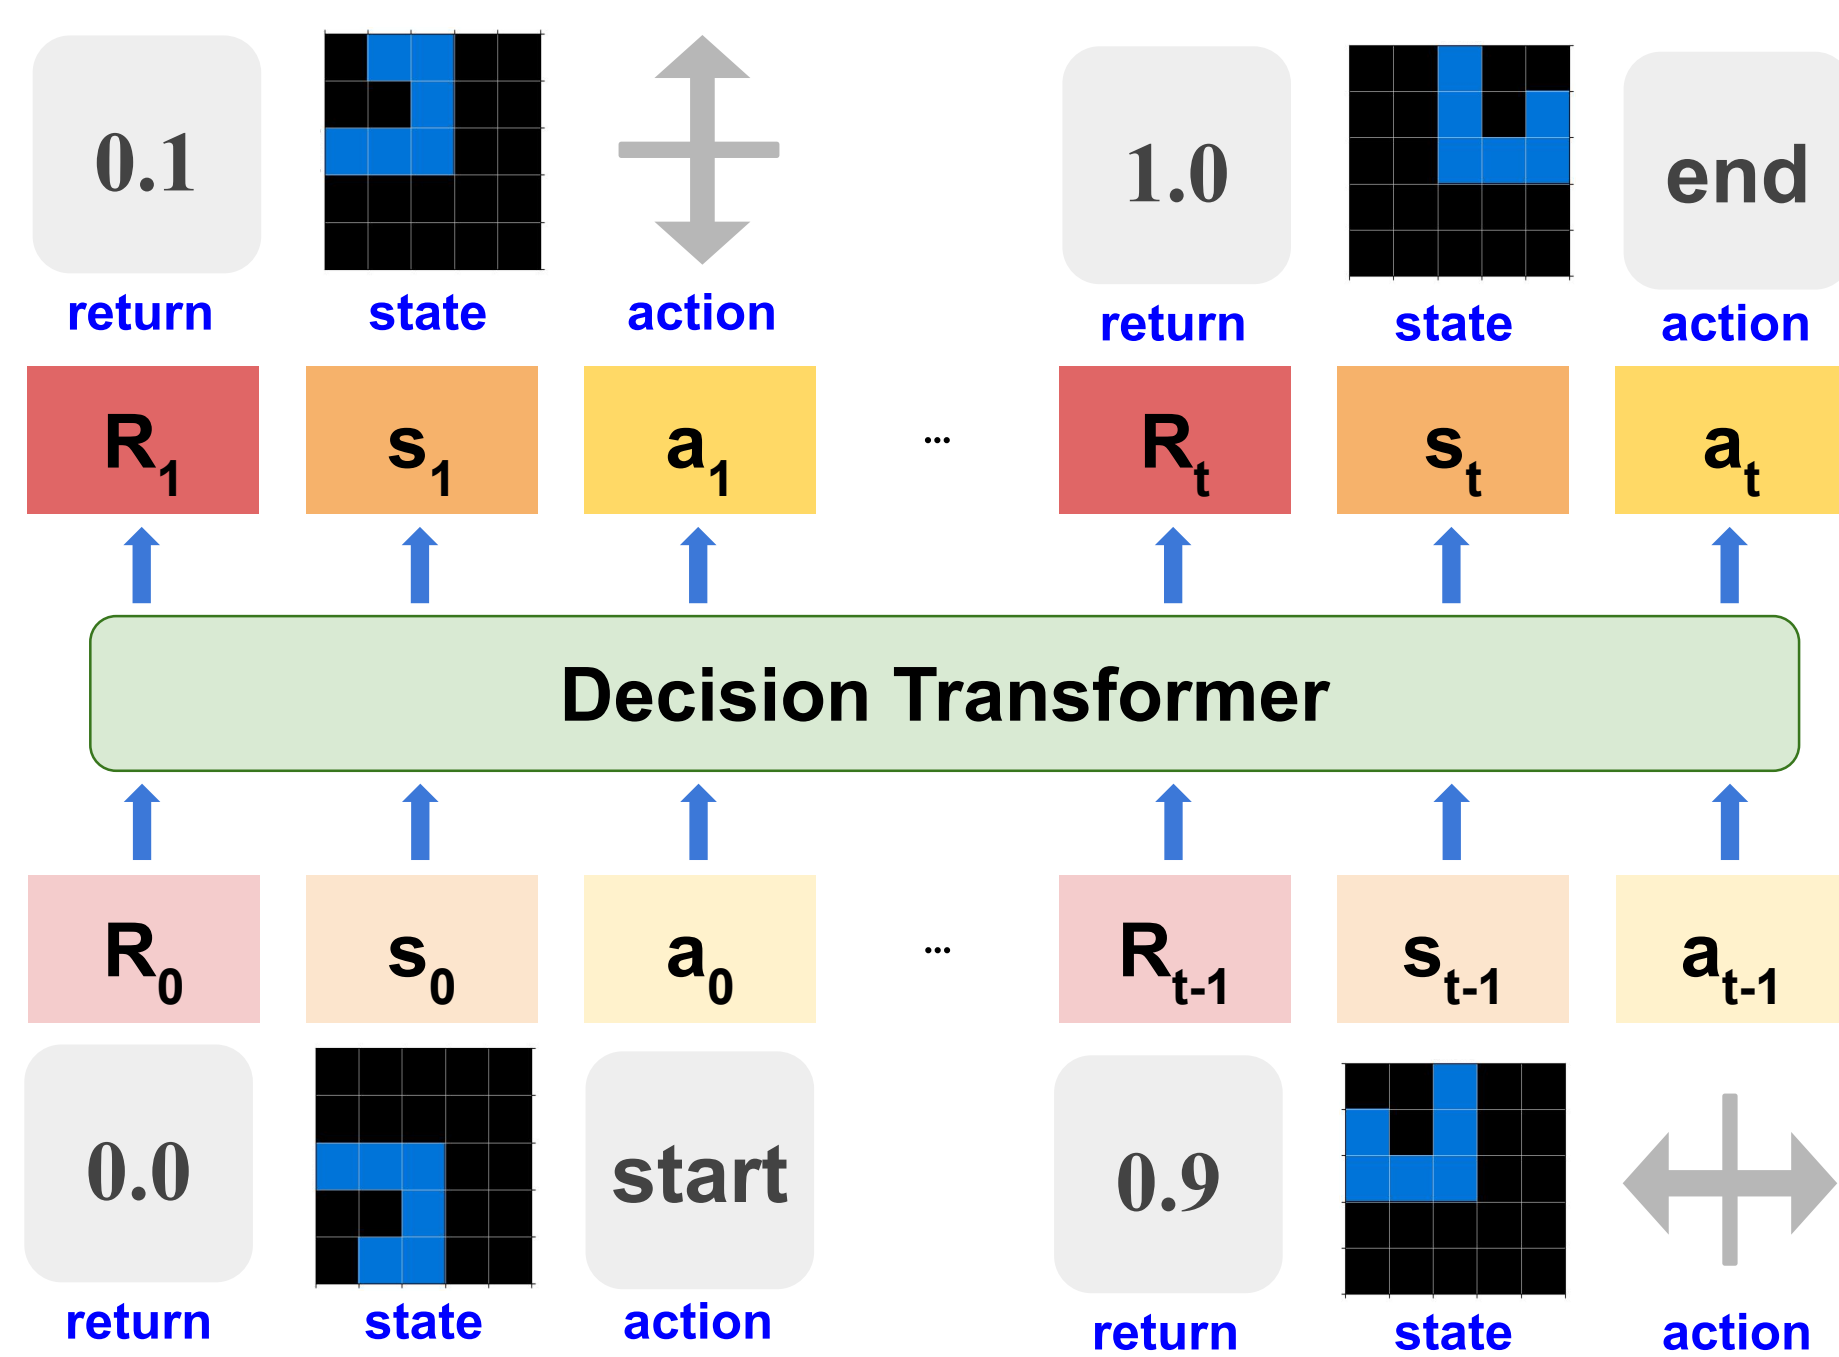 0.1 1.0 end
return state action return state action
R1 s1 a1 ... Rt st at
Decision Transformer
R0 s0 a0 ... Rt-1 st-1 at-1
0.0 start 0.9
return state action return state action